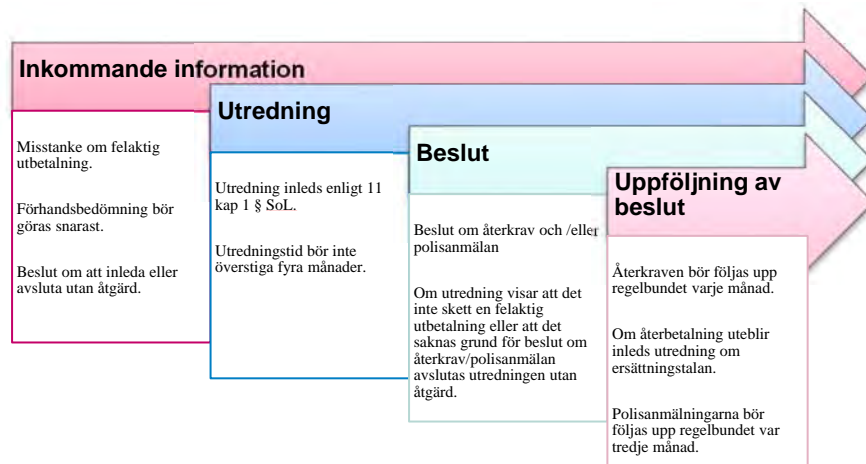 Inkommande information
Misstanke om felaktig
utbetalning.
Förhandsbedömning bör
göras snarast.
Beslut om att inleda eller
avsluta utan åtgärd.
Utredning
Utredning inleds enligt 11
kap 1 § SoL.
Utredningstid bör inte
överstiga fyra månader.
Beslut
Beslut om återkrav och /eller
polisanmälan
Om utredning visar att det
inte skett en felaktig
utbetalning eller att det
saknas grund för beslut om
återkrav/polisanmälan
avslutas utredningen utan
åtgärd.
Uppföljning av
beslut
Återkraven bör följas upp
regelbundet varje månad.
Om återbetalning uteblir
inleds utredning om
ersättningstalan.
Polisanmälningarna bör
följas upp regelbundet var
tredje månad.